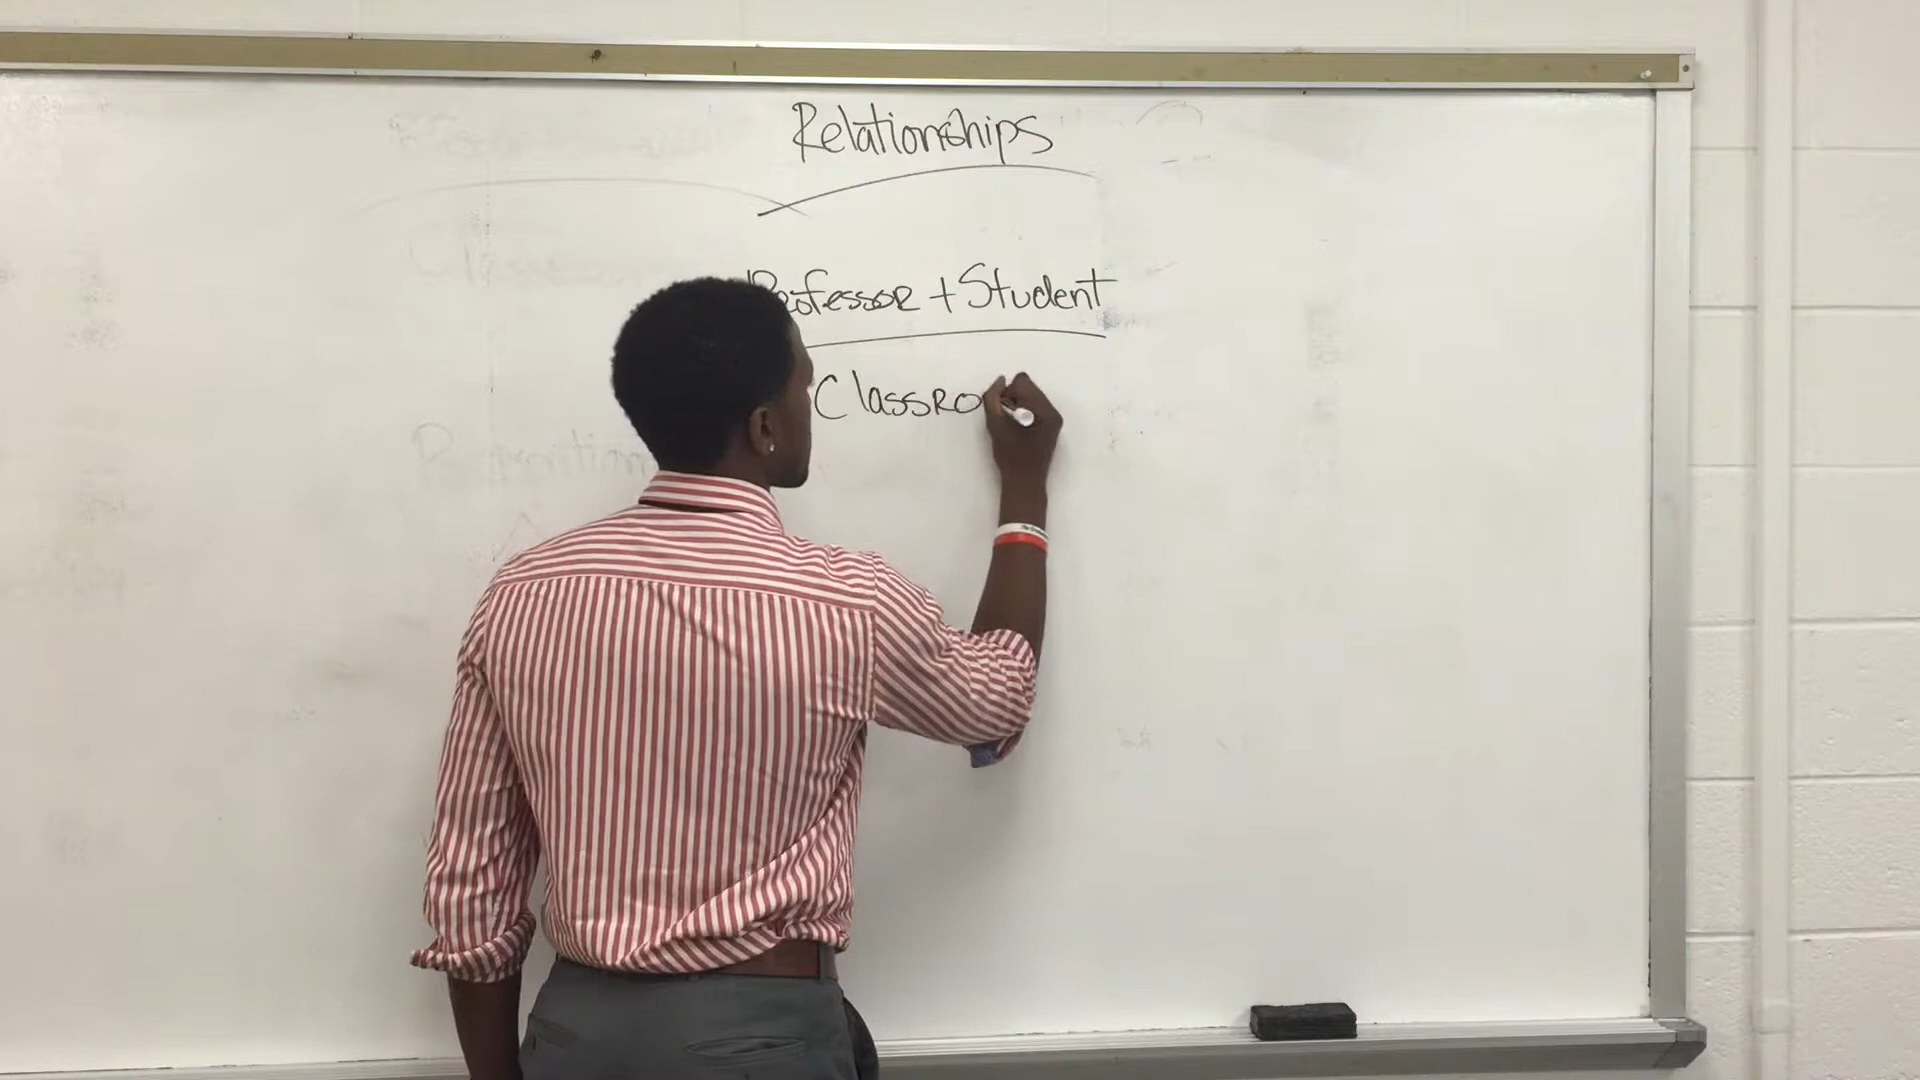 Relationships
Professor + Student
Classro